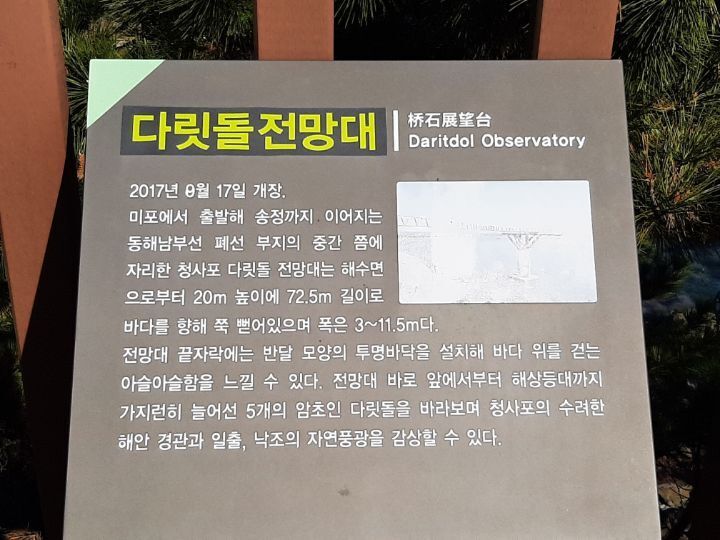 다릿돌전망대
桥石展望台
Daritdol Observatory
2017년 8월 17일 개장.
미포에서 출발해 송정까지 이어지는
동해남부선 폐선 부지의 중간 쯤에
자리한 청사포 다릿돌 전망대는 해수면
으로부터 20m 높이에 72.5m 길이로
바다를 향해 쭉 뻗어있으며 폭은 3~11.5m다.
전망대 끝자락에는 반달 모양의 투명바닥을 설치해 바다 위를 걷는
아슬아슬함을 느낄 수 있다. 전망대 바로 앞에서부터 해상등대까지
가지런히 늘어선 5개의 암초인 다릿돌을 바라보며 청사포의 수려한
해안 경관과 일출, 낙조의 자연풍광을 감상할 수 있다.